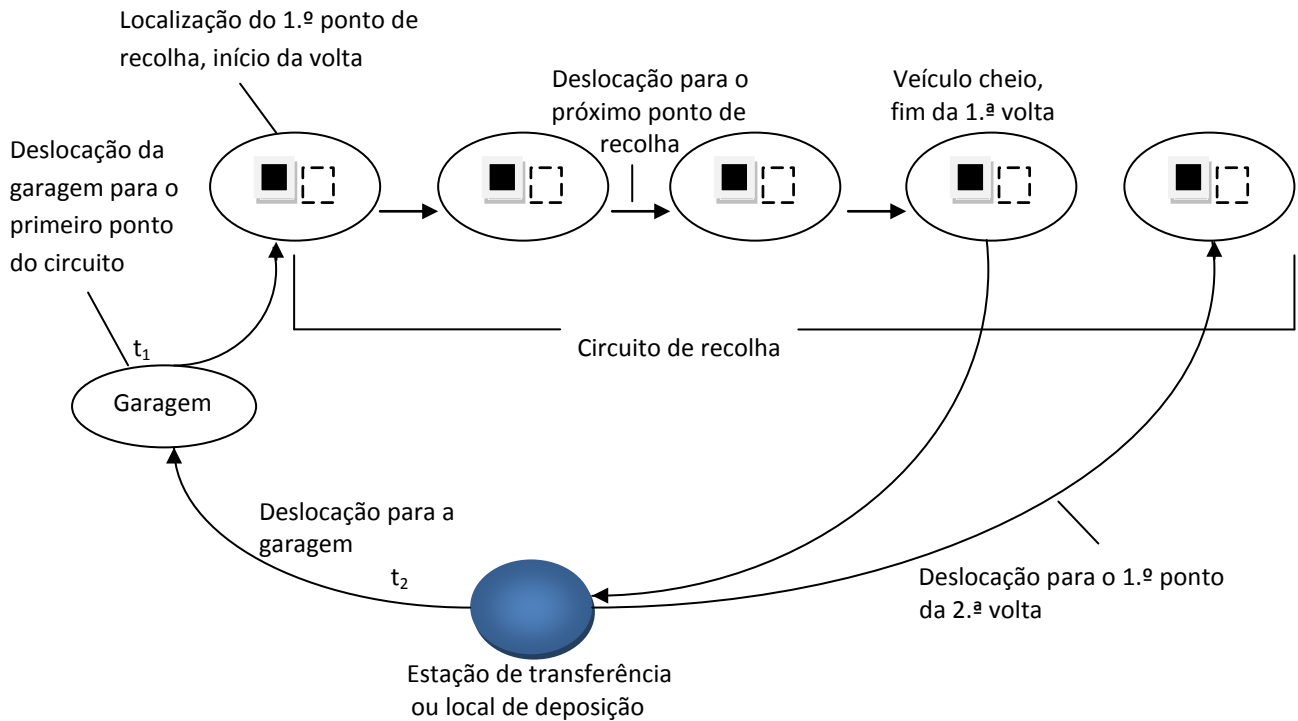 Localização do 1.º ponto de
recolha, início da volta
Deslocação para o
próximo ponto de
recolha
Veículo cheio,
fim da 1.ª volta
Deslocação da
garagem para o
primeiro ponto
do circuito
t₁
Circuito de recolha
Garagem
Deslocação para a
garagem
t₂
Deslocação para o 1.º ponto
da 2.ª volta
Estação de transferência
ou local de deposição